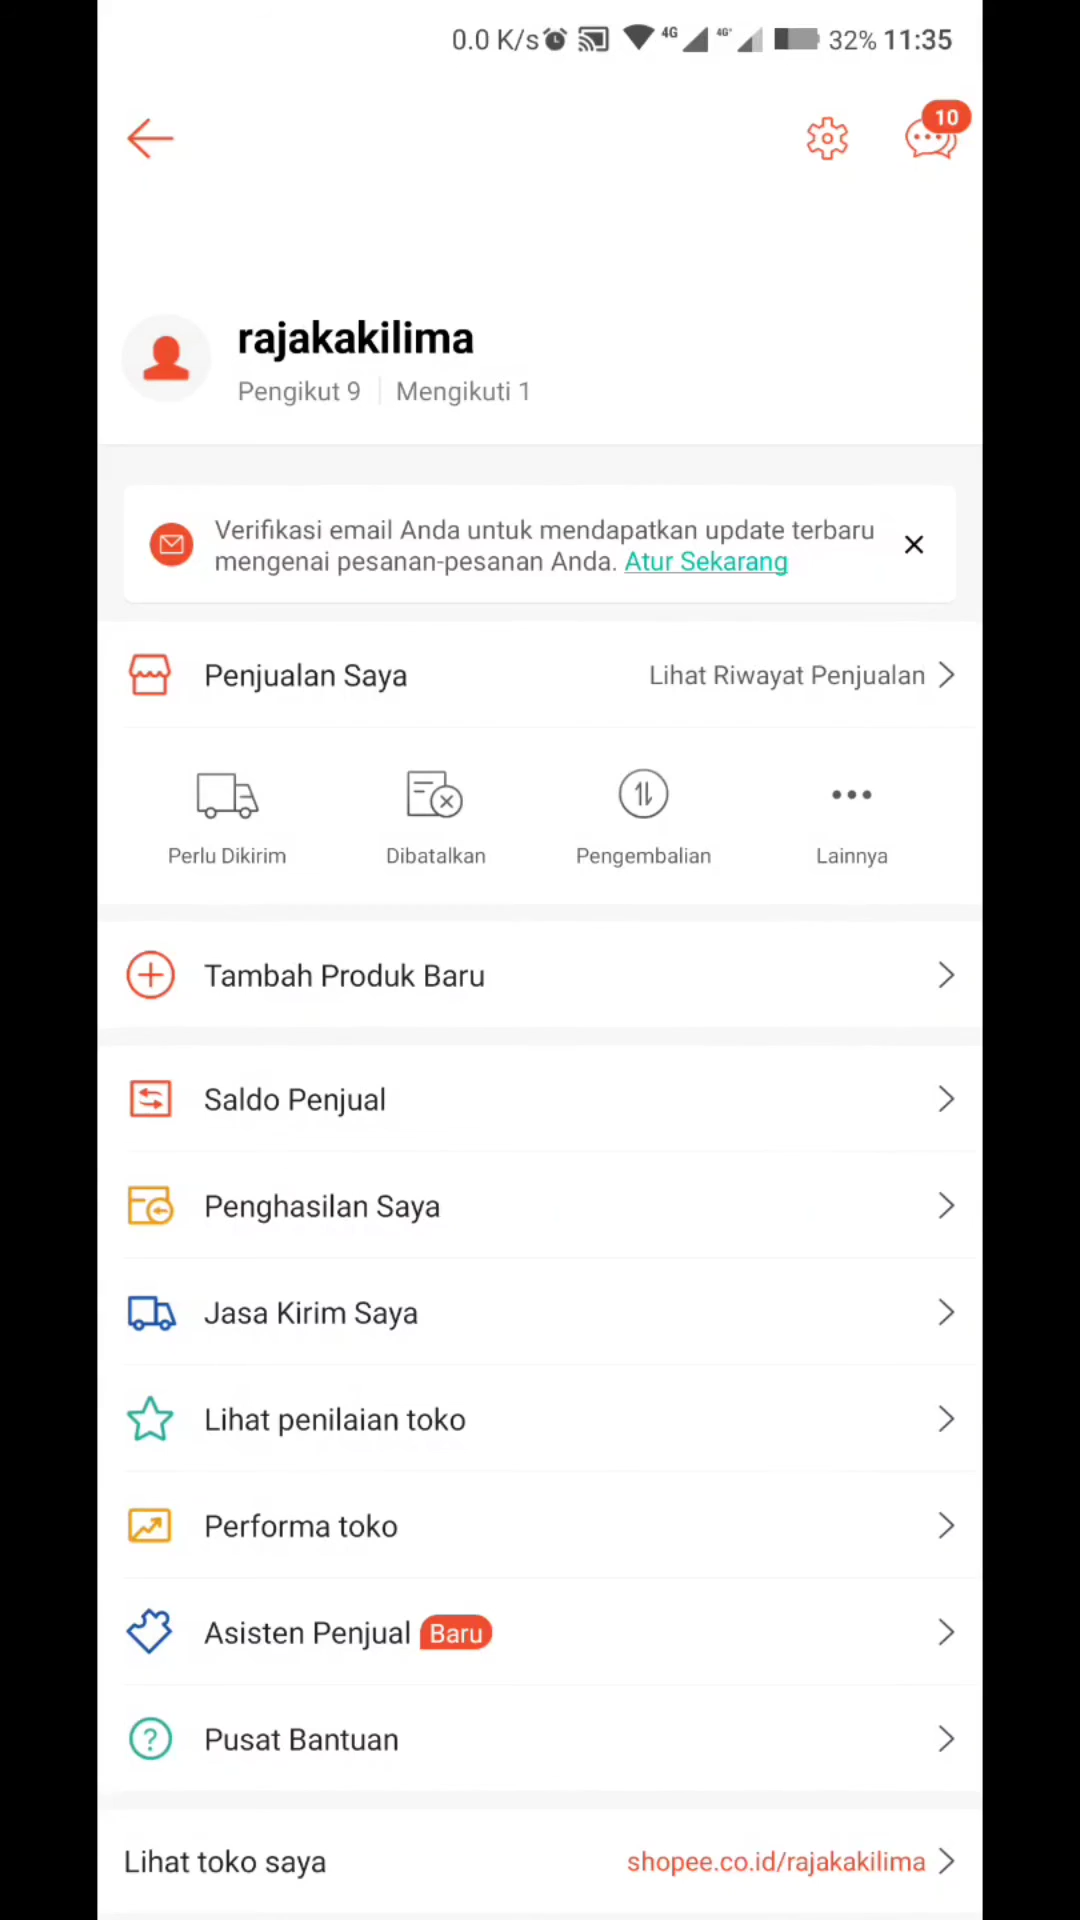 0.0 K/s 4G 4G+ 32% 11:35
10
rajakakilima
Pengikut 9 Mengikuti 1
Verifikasi email Anda untuk mendapatkan update terbaru
mengenai pesanan-pesanan Anda. Atur Sekarang
Penjualan Saya Lihat Riwayat Penjualan
Perlu Dikirim Dibatalkan Pengembalian Lainnya
Tambah Produk Baru
Saldo Penjual
Penghasilan Saya
Jasa Kirim Saya
Lihat penilaian toko
Performa toko
Asisten Penjual Baru
Pusat Bantuan
Lihat toko saya shopee.co.id/rajakakilima